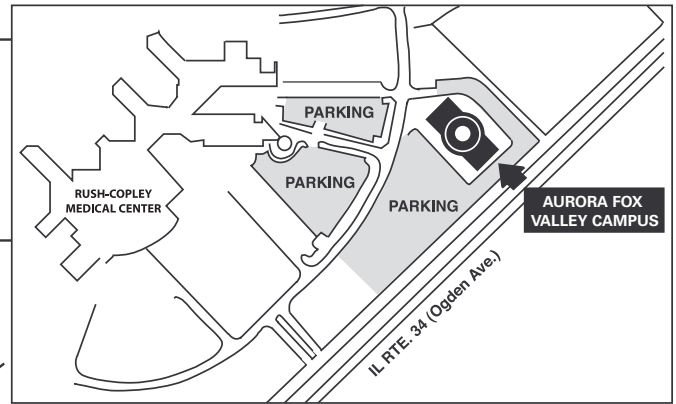 PARKING
PARKING
PARKING
RUSH-COPLEY
MEDICAL CENTER
AURORA FOX
VALLEY CAMPUS
IL RTE. 34 (Ogden Ave.)